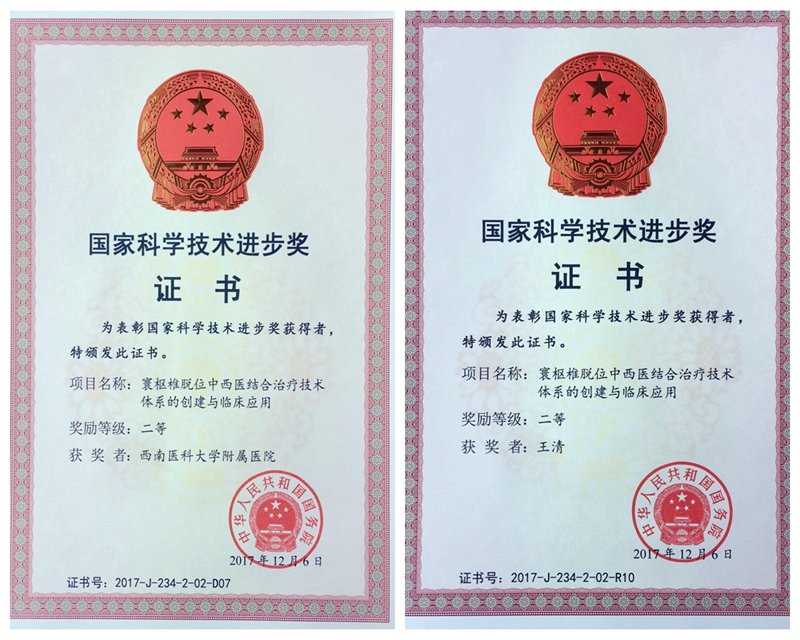 国家科学技术进步奖
证 书
为表彰国家科学技术进步奖获得者，
特颁发此证书。
项目名称：寰枢椎脱位中西医结合治疗技术
体系的创建与临床应用
奖励等级：二等
获 奖 者：西南医科大学附属医院
中华人民共和国国务院
2017年12月6日
证书号：2017-J-234-2-02-D07
国家科学技术进步奖
证 书
为表彰国家科学技术进步奖获得者，
特颁发此证书。
项目名称：寰枢椎脱位中西医结合治疗技术
体系的创建与临床应用
奖励等级：二等
获 奖 者：王清
中华人民共和国国务院
2017年12月6日
证书号：2017-J-234-2-02-R10